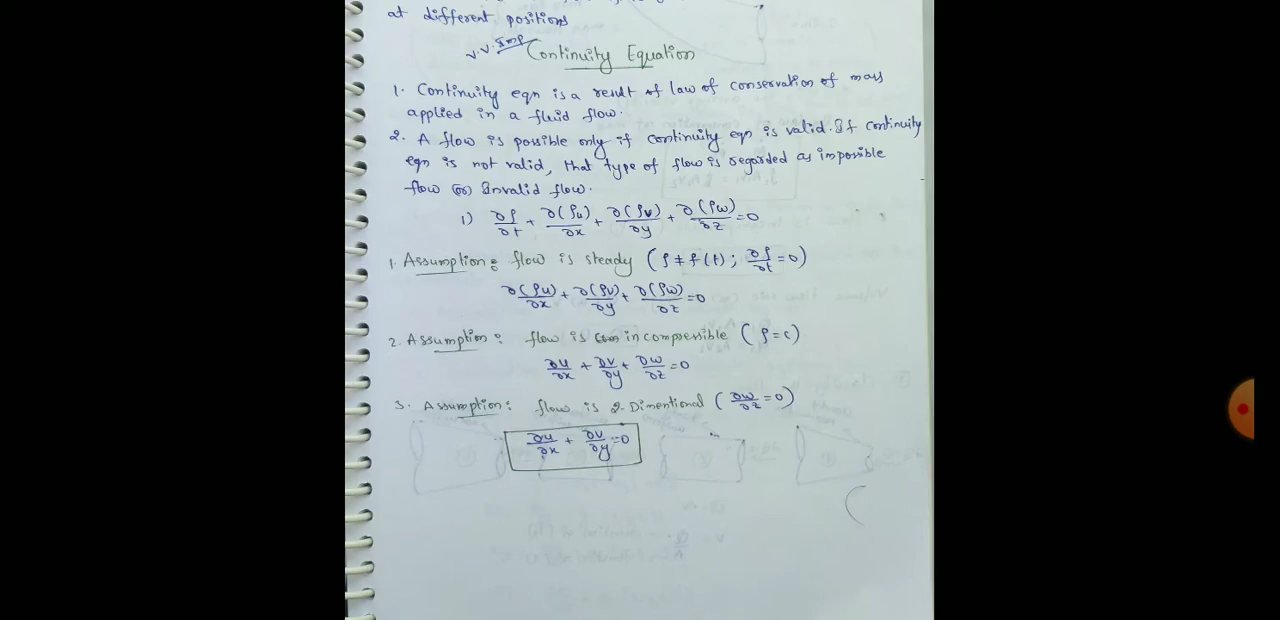 at different positions
v.v.Imp Continuity Equation
1. Continuity eqn is a result of law of conservation of mass
applied in a fluid flow.
2. A flow is possible only if continuity eqn is valid. If continuity
eqn is not valid, that type of flow is regarded as impossible
flow (or) Invalid flow.
1) ∂ρ/∂t + ∂(ρu)/∂x + ∂(ρv)/∂y + ∂(ρw)/∂z = 0
1. Assumption: flow is steady (ρ ≠ f(t); ∂ρ/∂t = 0)
∂(ρu)/∂x + ∂(ρv)/∂y + ∂(ρw)/∂z = 0
2. Assumption: flow is incompressible (ρ = c)
∂u/∂x + ∂v/∂y + ∂w/∂z = 0
3. Assumption: flow is 2-Dimentional (∂w/∂z = 0)
∂u/∂x + ∂v/∂y = 0